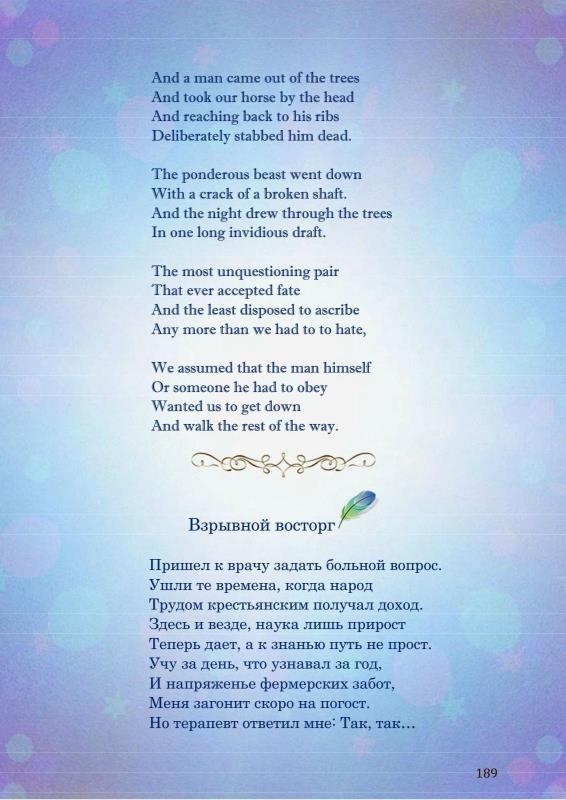 And a man came out of the trees
And took our horse by the head
And reaching back to his ribs
Deliberately stabbed him dead.
The ponderous beast went down
With a crack of a broken shaft.
And the night drew through the trees
In one long invidious draft.
The most unquestioning pair
That ever accepted fate
And the least disposed to ascribe
Any more than we had to to hate,
We assumed that the man himself
Or someone he had to obey
Wanted us to get down
And walk the rest of the way.
Взрывной восторг
Пришел к врачу задать больной вопрос.
Ушли те времена, когда народ
Трудом крестьянским получал доход.
Здесь и везде, наука лишь прирост
Теперь дает, а к знанью путь не прост.
Учу за день, что узнавал за год,
И напряженье фермерских забот,
Меня загонит скоро на погост.
Но терапевт ответил мне: Так, так...
189